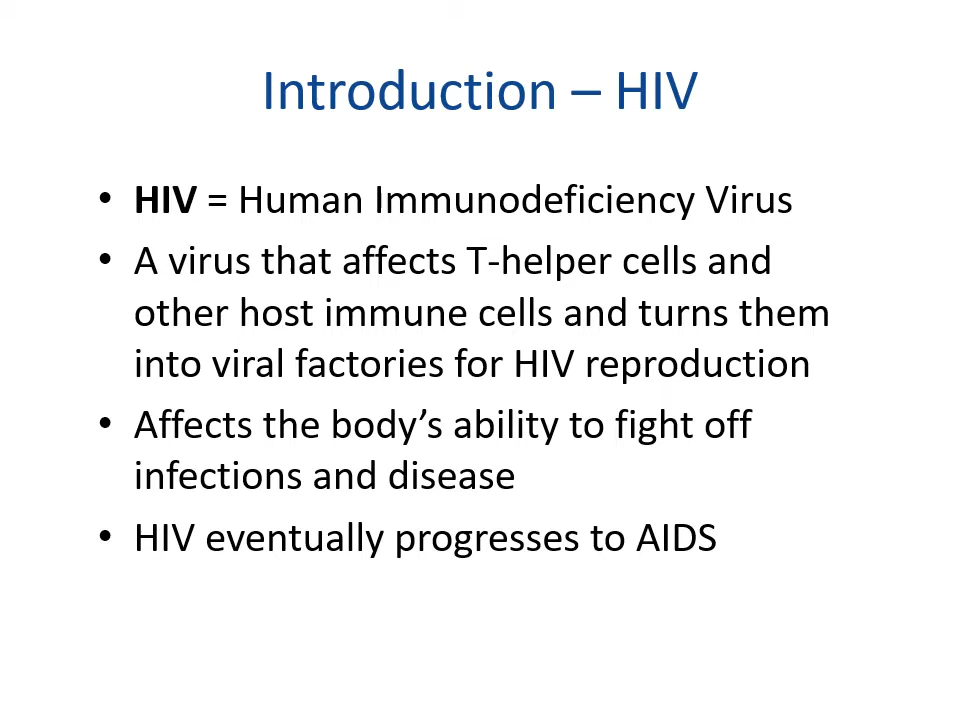 Introduction – HIV
• HIV = Human Immunodeficiency Virus
• A virus that affects T-helper cells and
other host immune cells and turns them
into viral factories for HIV reproduction
• Affects the body’s ability to fight off
infections and disease
• HIV eventually progresses to AIDS